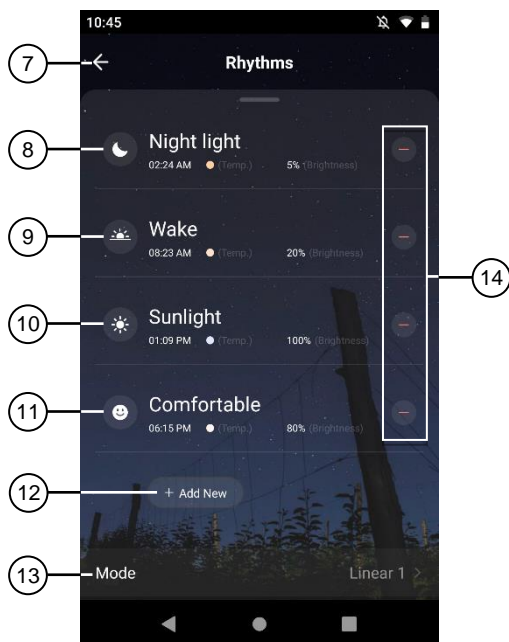 10:45
7
Rhythms
8
Night light
02:24 AM (Temp.) 5% (Brightness)
9
Wake
08:23 AM (Temp.) 20% (Brightness)
14
10
Sunlight
01:09 PM (Temp.) 100% (Brightness)
11
Comfortable
06:15 PM (Temp.) 80% (Brightness)
12
+ Add New
13
Mode Linear 1 >